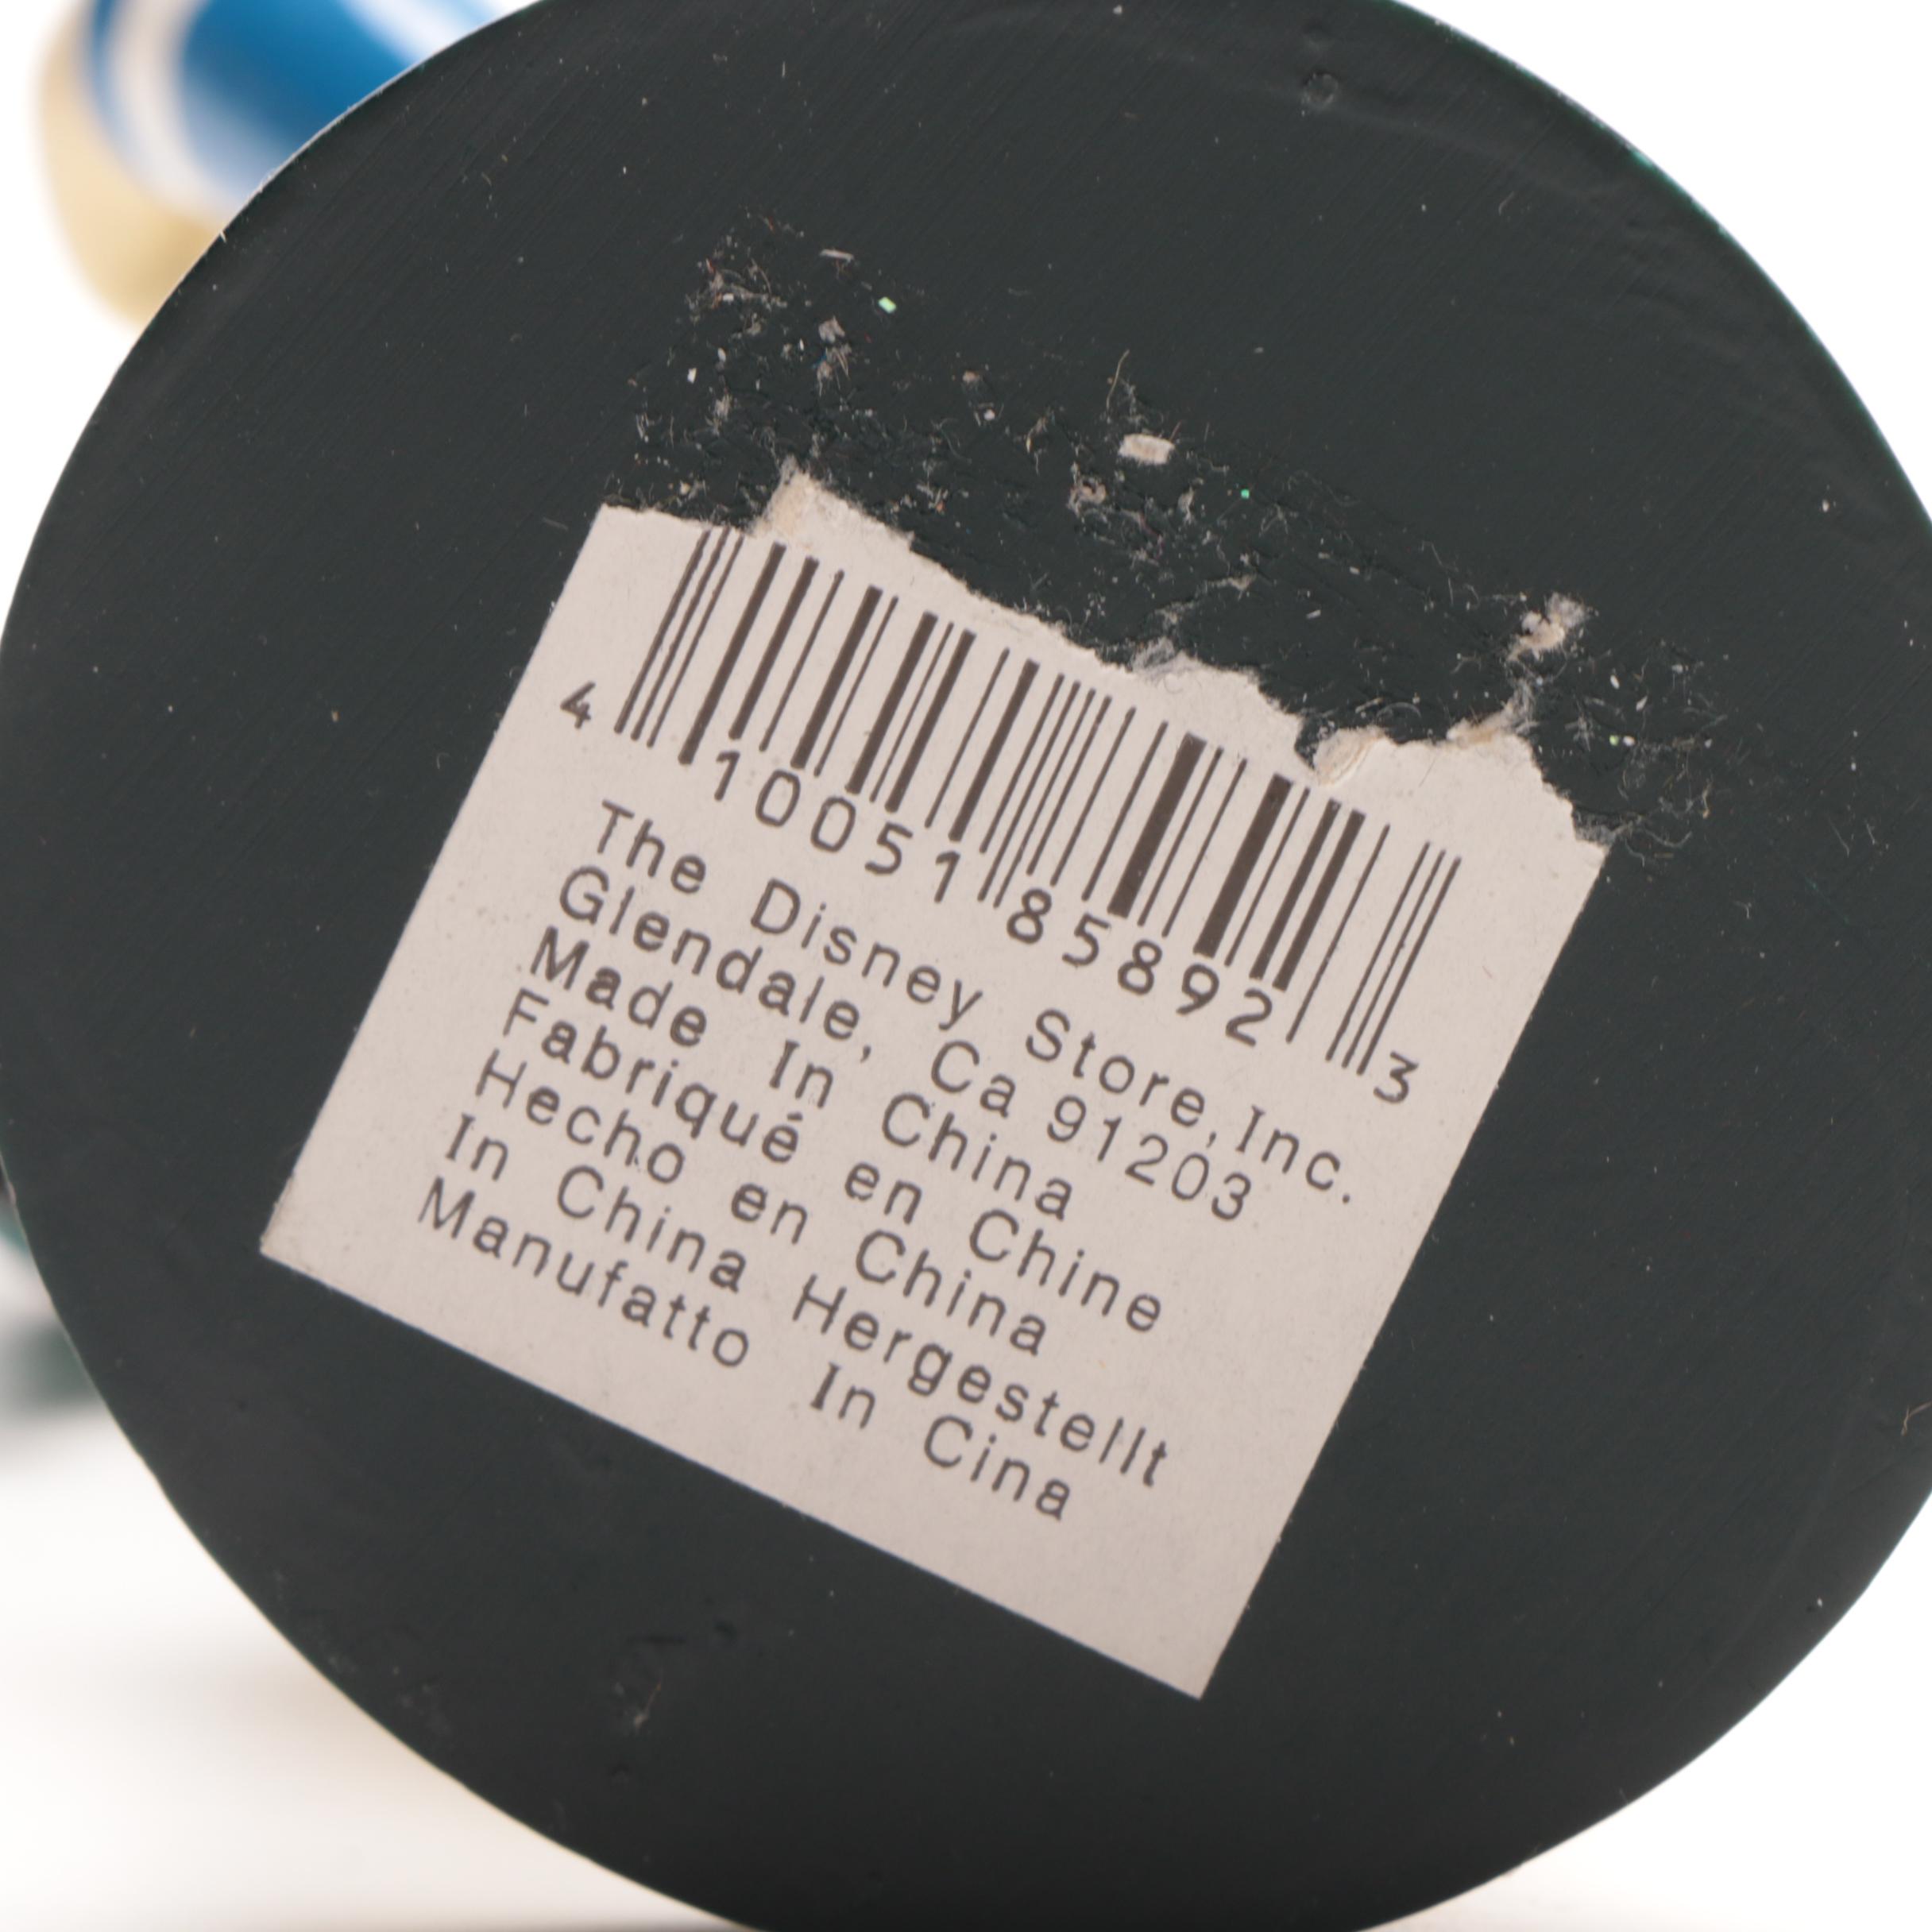 4 10051 85892 3
The Disney Store, Inc.
Glendale, Ca 91203
Made In China
Fabriqué en Chine
Hecho en China
In China Hergestellt
Manufatto In Cina